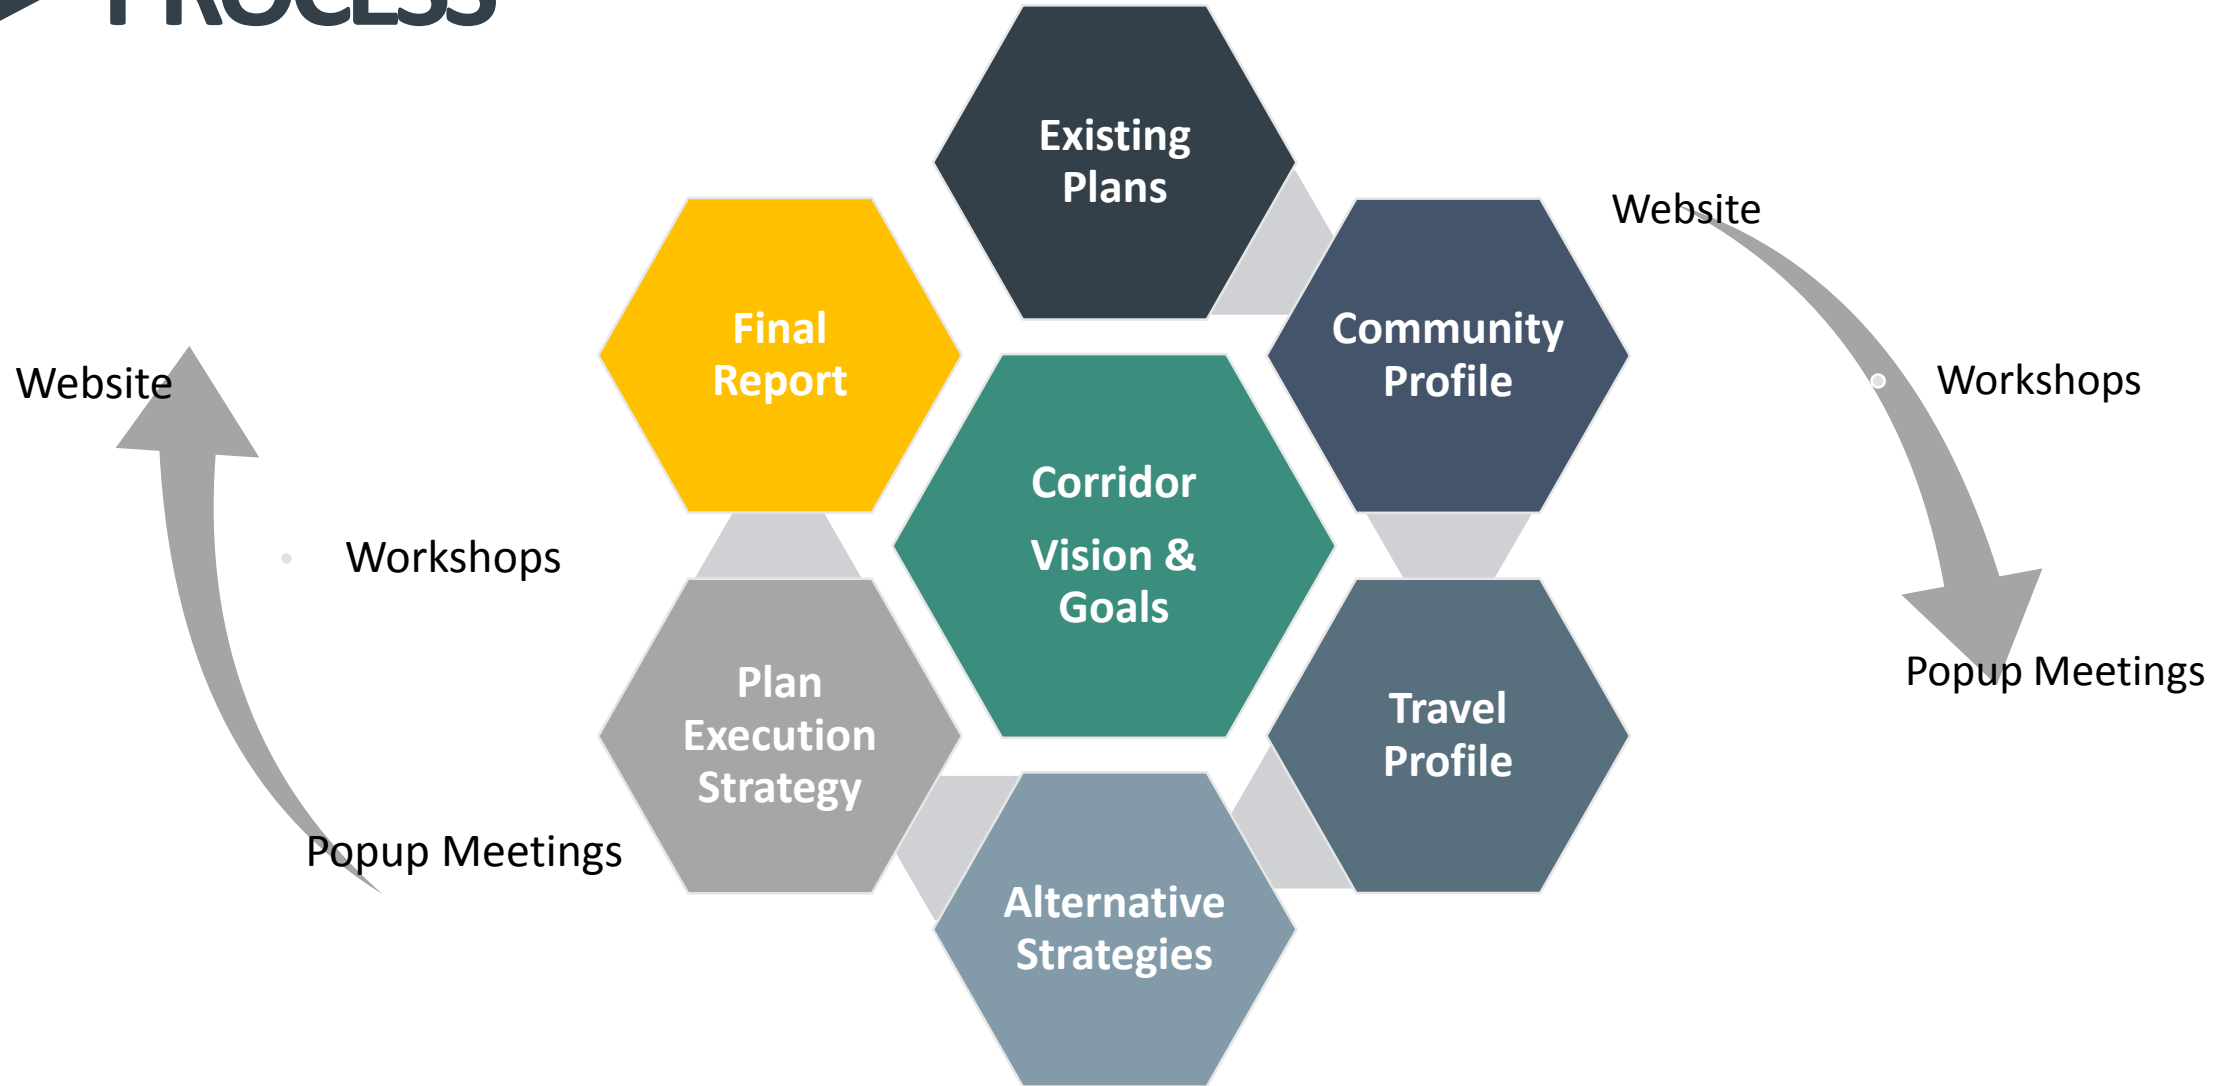 PROCESS
Existing
Plans
Website
Final
Report
Community
Profile
Website
Workshops
Corridor
Vision &
Goals
Workshops
Plan
Execution
Strategy
Travel
Profile
Popup Meetings
Popup Meetings
Alternative
Strategies